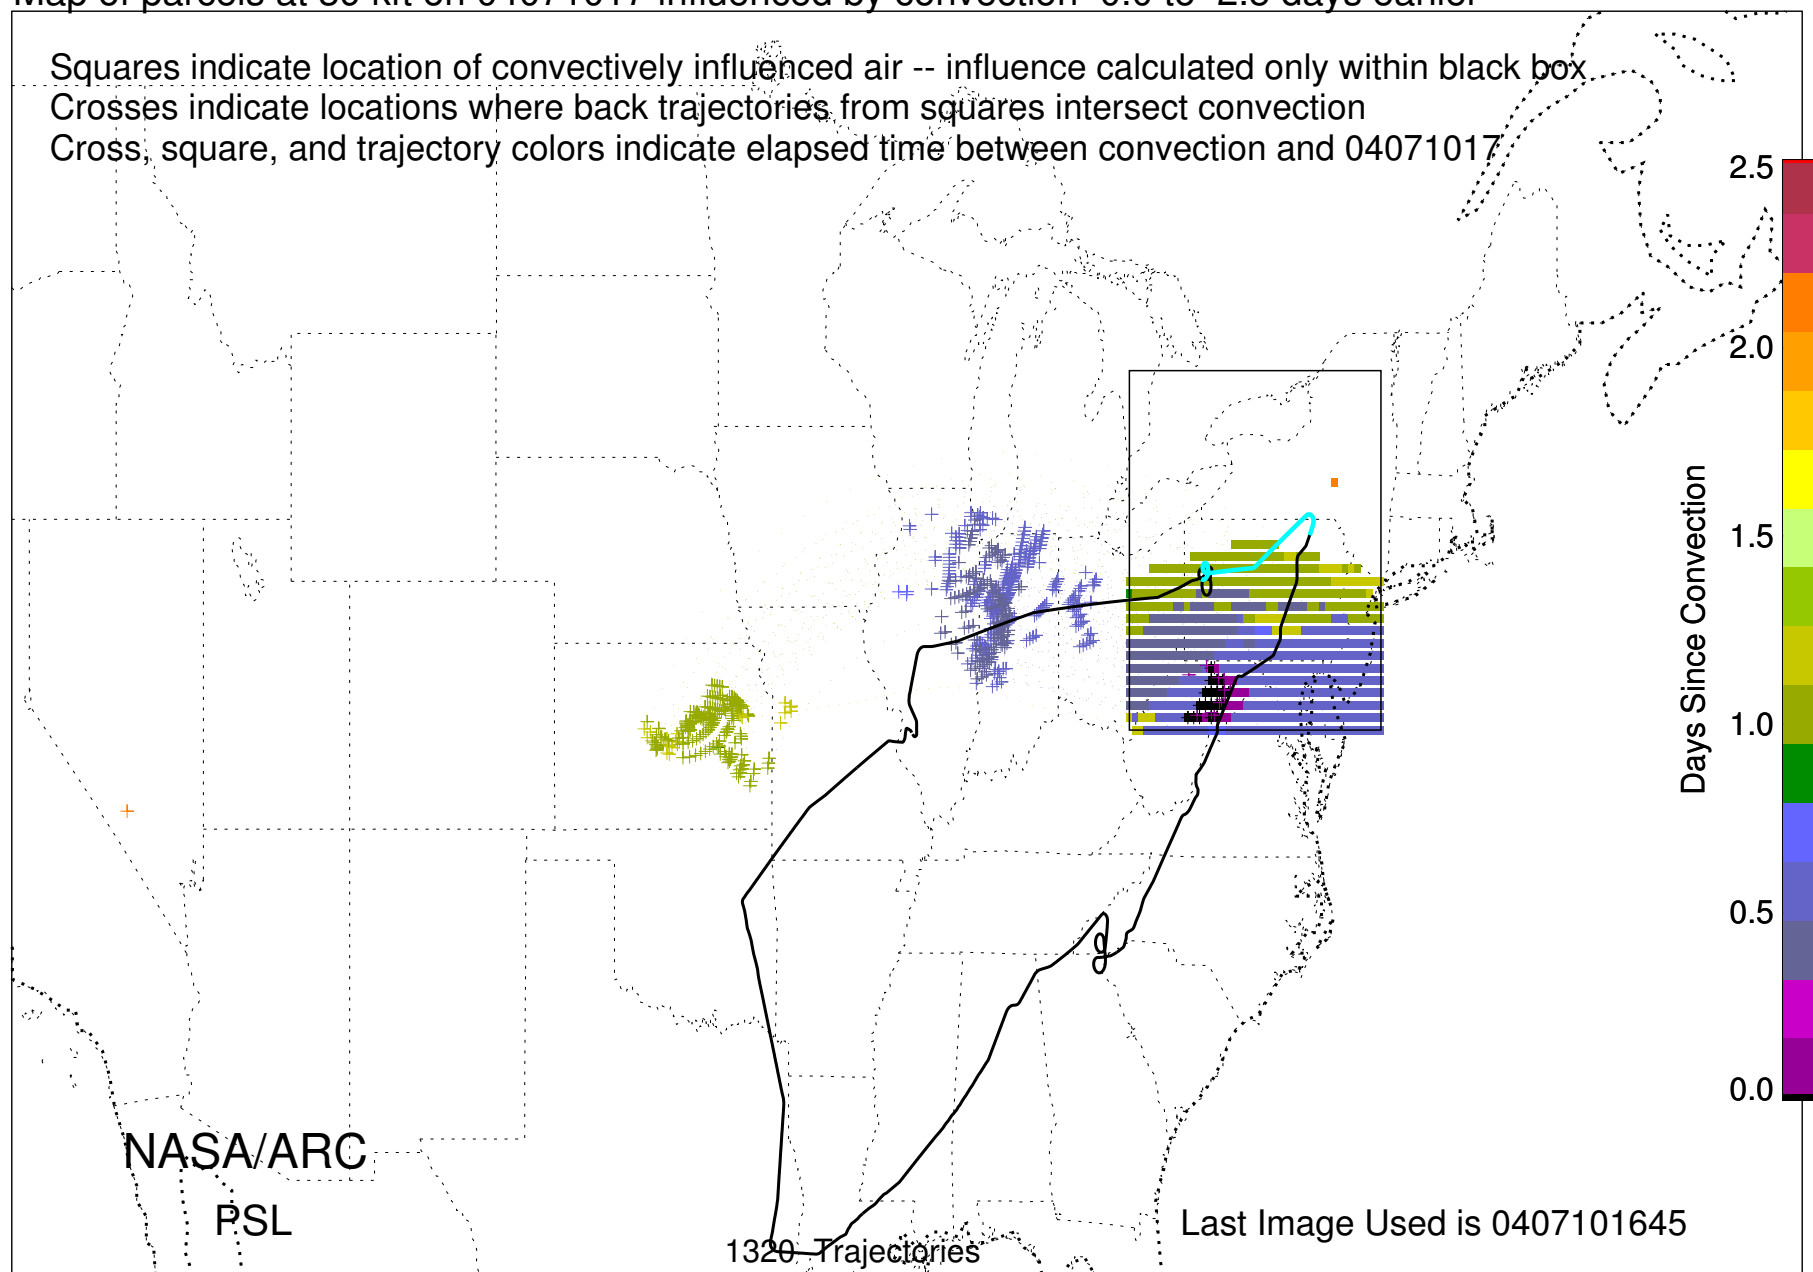 Squares indicate location of convectively influenced air -- influence calculated only within black box
Crosses indicate locations where back trajectories from squares intersect convection
Cross, square, and trajectory colors indicate elapsed time between convection and 04071017
2.5
2.0
1.5
1.0
0.5
0.0
Days Since Convection
NASA/ARC
PSL
1320 Trajectories
Last Image Used is 0407101645